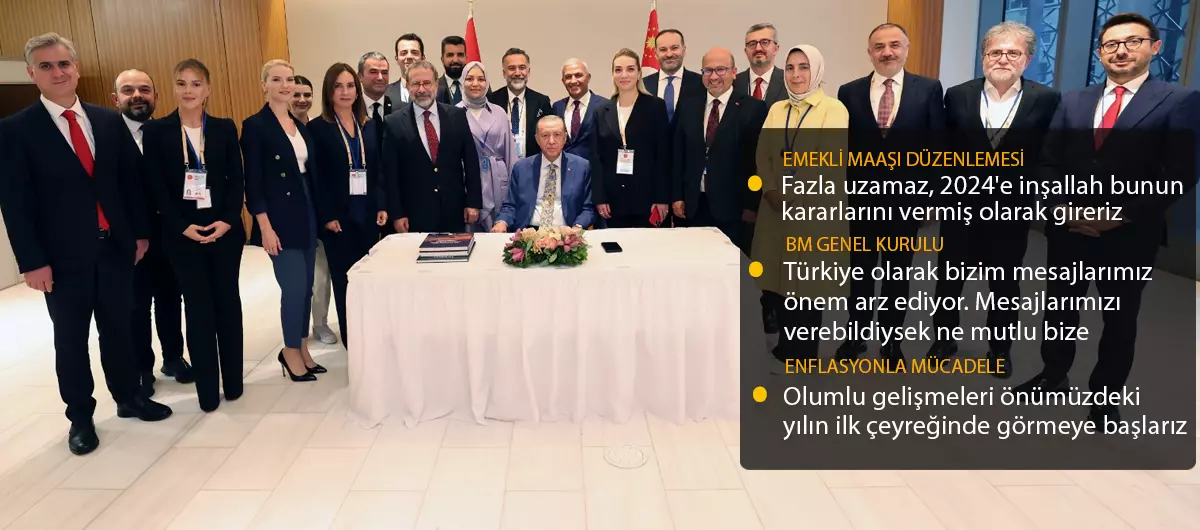 EMEKLİ MAAŞI DÜZENLEMESİ
Fazla uzamaz, 2024'e inşallah bunun
kararlarını vermiş olarak gireriz
BM GENEL KURULU
Türkiye olarak bizim mesajlarımız
önem arz ediyor. Mesajlarımızı
verebildiysek ne mutlu bize
ENFLASYONLA MÜCADELE
Olumlu gelişmeleri önümüzdeki
yılın ilk çeyreğinde görmeye başlarız